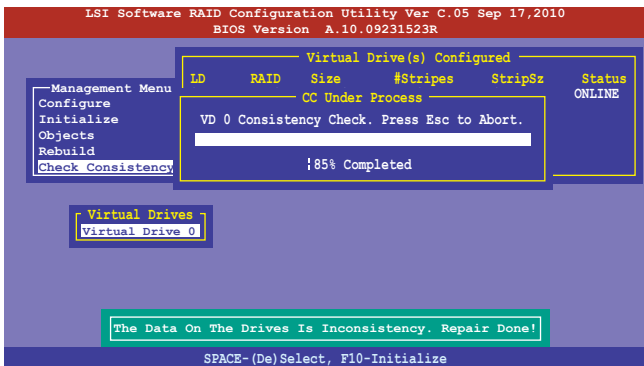 LSI Software RAID Configuration Utility Ver C.05 Sep 17,2010
BIOS Version A.10.09231523R
Virtual Drive(s) Configured
LD RAID Size #Stripes StripSz Status
ONLINE
Management Menu
Configure
Initialize
Objects
Rebuild
Check Consistency
CC Under Process
VD 0 Consistency Check. Press Esc to Abort.
85% Completed
Virtual Drives
Virtual Drive 0
The Data On The Drives Is Inconsistency. Repair Done!
SPACE-(De)Select, F10-Initialize